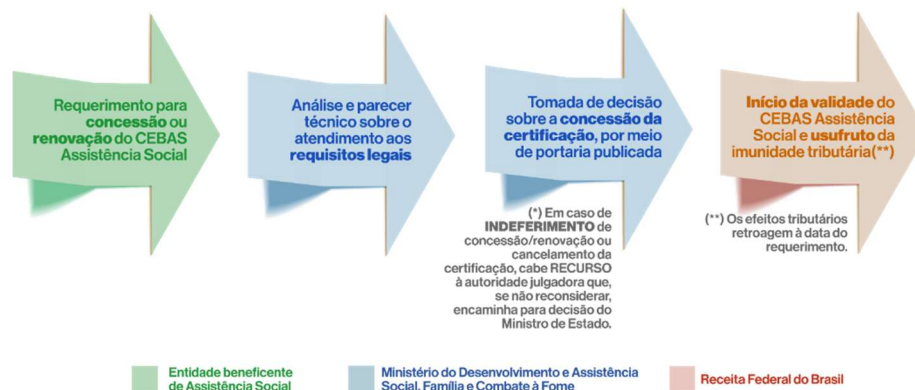 Requerimento para
concessão ou
renovação do CEBAS
Assistência Social
Análise e parecer
técnico sobre o
atendimento aos
requisitos legais
Tomada de decisão
sobre a concessão da
certificação, por meio
de portaria publicada
Início da validade do
CEBAS Assistência
Social e usufruto da
imunidade tributária(**)
(*) Em caso de
INDEFERIMENTO de
concessão/renovação ou
cancelamento da
certificação, cabe RECURSO
à autoridade julgadora que,
se não reconsiderar,
encaminha para decisão do
Ministro de Estado.
(**) Os efeitos tributários
retroagem à data do
requerimento.
Entidade beneficente
de Assistência Social
Ministério do Desenvolvimento e Assistência
Social, Família e Combate à Fome
Receita Federal do Brasil